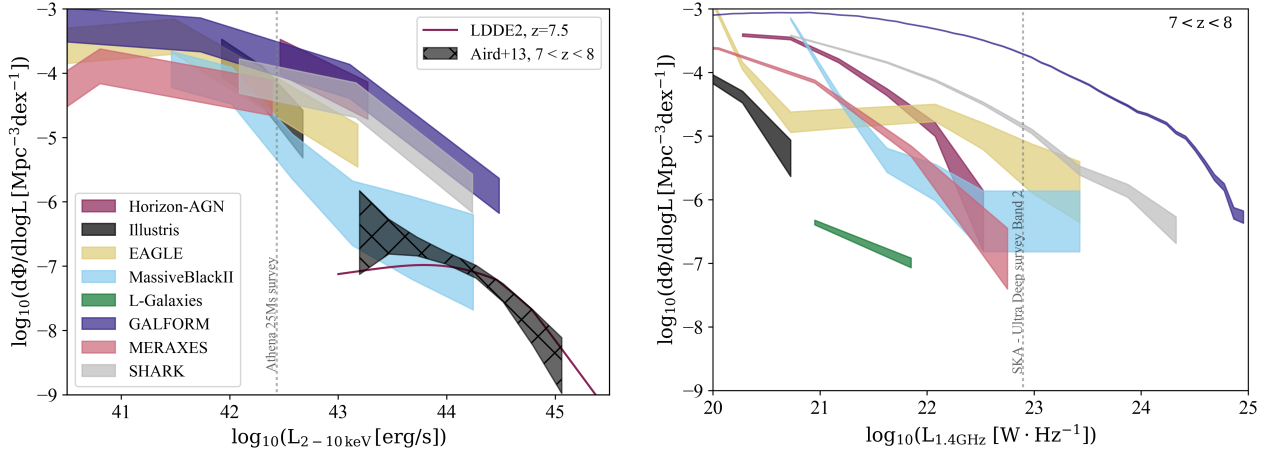 −3
−4
−5
−6
−7
−8
−9
41
42
43
44
45
log₁₀(dΦ/dlogL [Mpc⁻³dex⁻¹)
log₁₀(L₂₋₁₀ₖₑᵥ [erg/s])
LDDE2, z=7.5
Aird+13, 7 < z < 8
Horizon-AGN
Illustris
EAGLE
MassiveBlackII
L-Galaxies
GALFORM
MERAXES
SHARK
Athena 25Ms survey
−3
−4
−5
−6
−7
−8
−9
20
21
22
23
24
25
log₁₀(dΦ/dlogL [Mpc⁻³dex⁻¹)
log₁₀(L₁.₄GHz [W · Hz⁻¹])
7 < z < 8
SKA - Ultra Deep survey Band 2